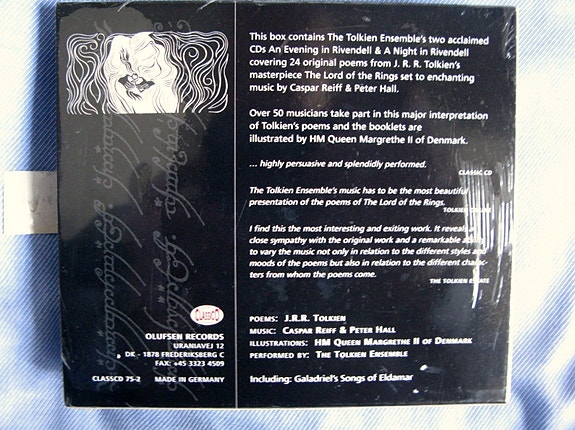 This box contains The Tolkien Ensemble's two acclaimed
CDs An Evening in Rivendell & A Night in Rivendell
covering 24 original poems from J. R. R. Tolkien's
masterpiece The Lord of the Rings set to enchanting
music by Caspar Reiff & Peter Hall.
Over 50 musicians take part in this major interpretation
of Tolkien's poems and the booklets are
illustrated by HM Queen Margrethe II of Denmark.
... highly persuasive and splendidly performed.
CLASSIC CD
The Tolkien Ensemble's music has to be the most beautiful
presentation of the poems of The Lord of the Rings.
TOLKIEN
I find this the most interesting and exiting work. It reveals a
close sympathy with the original work and a remarkable ability
to vary the music not only in relation to the different styles and
moods of the poems but also in relation to the different charac-
ters from whom the poems come.
THE TOLKIEN ESTATE
CLASSCO
OLUFSEN RECORDS
URANIAVEJ 12
DK - 1878 FREDERIKSBERG C
FAX: +45 3323 4509
CLASSCD 75-2 MADE IN GERMANY
POEMS: J.R.R. TOLKIEN
MUSIC: CASPAR REIFF & PETER HALL
ILLUSTRATIONS: HM QUEEN MARGRETHE II OF DENMARK
PERFORMED BY: THE TOLKIEN ENSEMBLE
Including: Galadriel's Songs of Eldamar